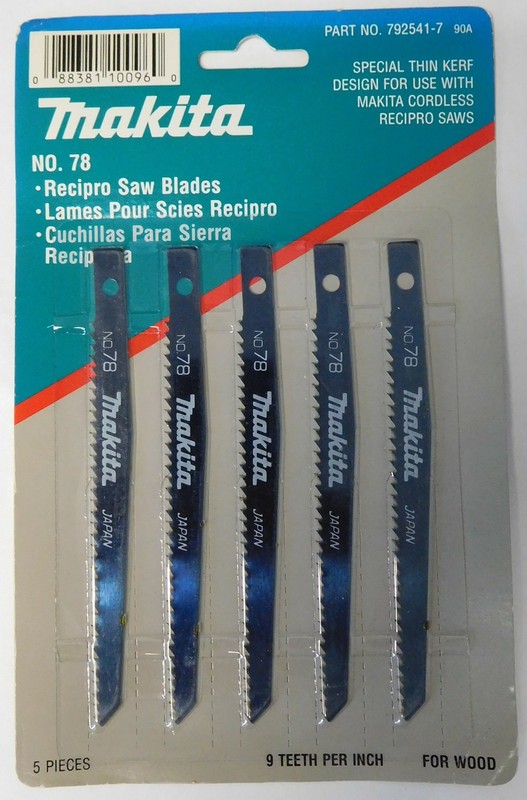 PART NO. 792541-7 90A
0 88381 10096 0
SPECIAL THIN KERF
DESIGN FOR USE WITH
MAKITA CORDLESS
RECIPRO SAWS
Makita
NO. 78
• Recipro Saw Blades
• Lames Pour Scies Recipro
• Cuchillas Para Sierra
NO. 78 Makita JAPAN
NO. 78 Makita JAPAN
NO. 78 Makita JAPAN
NO. 78 Makita JAPAN
NO. 78 Makita JAPAN
5 PIECES 9 TEETH PER INCH FOR WOOD